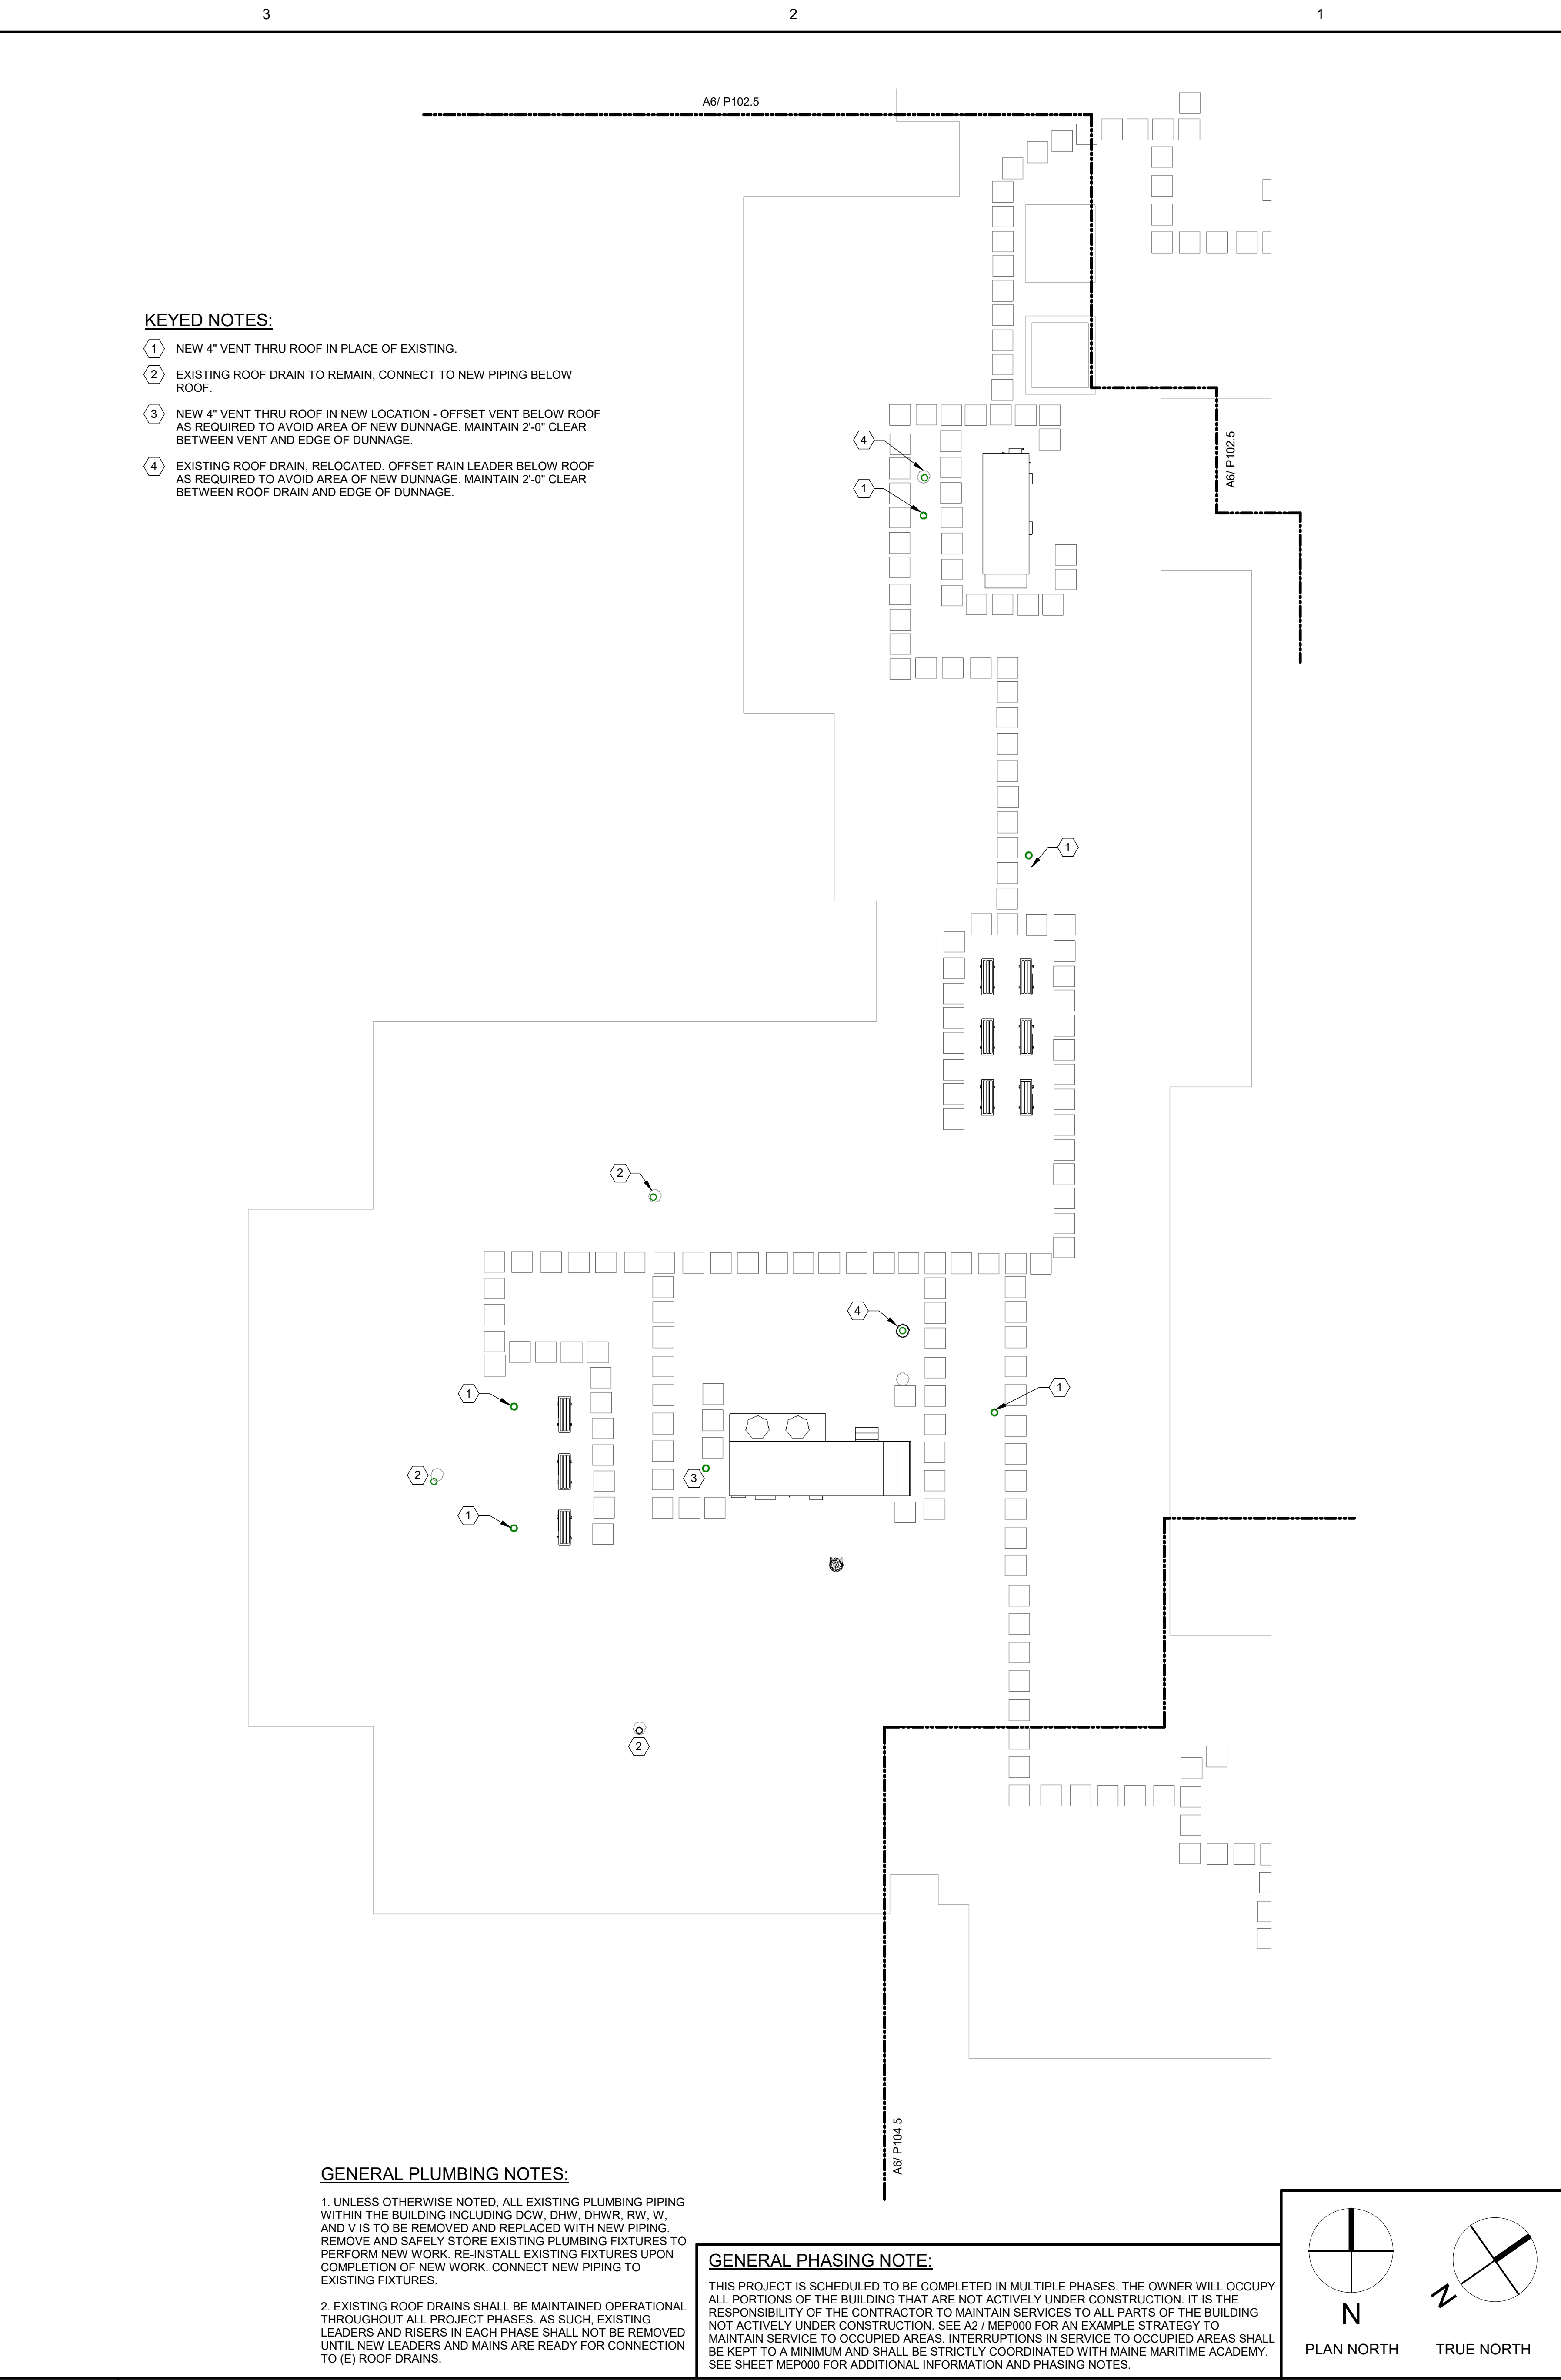 3
2
1
A6/ P102.5
KEYED NOTES:
1 NEW 4" VENT THRU ROOF IN PLACE OF EXISTING.
2 EXISTING ROOF DRAIN TO REMAIN, CONNECT TO NEW PIPING BELOW
ROOF.
3 NEW 4" VENT THRU ROOF IN NEW LOCATION - OFFSET VENT BELOW ROOF
AS REQUIRED TO AVOID AREA OF NEW DUNNAGE. MAINTAIN 2'-0" CLEAR
BETWEEN VENT AND EDGE OF DUNNAGE.
4 EXISTING ROOF DRAIN, RELOCATED. OFFSET RAIN LEADER BELOW ROOF
AS REQUIRED TO AVOID AREA OF NEW DUNNAGE. MAINTAIN 2'-0" CLEAR
BETWEEN ROOF DRAIN AND EDGE OF DUNNAGE.
4
A6/ P102.5
1
1
2
4
1
1
2
3
1
2
A6/ P104.5
GENERAL PLUMBING NOTES:
1. UNLESS OTHERWISE NOTED, ALL EXISTING PLUMBING PIPING
WITHIN THE BUILDING INCLUDING DCW, DHW, DHWR, RW, W,
AND V IS TO BE REMOVED AND REPLACED WITH NEW PIPING.
REMOVE AND SAFELY STORE EXISTING PLUMBING FIXTURES TO
PERFORM NEW WORK. RE-INSTALL EXISTING FIXTURES UPON
COMPLETION OF NEW WORK. CONNECT NEW PIPING TO
EXISTING FIXTURES.
2. EXISTING ROOF DRAINS SHALL BE MAINTAINED OPERATIONAL
THROUGHOUT ALL PROJECT PHASES. AS SUCH, EXISTING
LEADERS AND RISERS IN EACH PHASE SHALL NOT BE REMOVED
UNTIL NEW LEADERS AND MAINS ARE READY FOR CONNECTION
TO (E) ROOF DRAINS.
GENERAL PHASING NOTE:
THIS PROJECT IS SCHEDULED TO BE COMPLETED IN MULTIPLE PHASES. THE OWNER WILL OCCUPY
ALL PORTIONS OF THE BUILDING THAT ARE NOT ACTIVELY UNDER CONSTRUCTION. IT IS THE
RESPONSIBILITY OF THE CONTRACTOR TO MAINTAIN SERVICES TO ALL PARTS OF THE BUILDING
NOT ACTIVELY UNDER CONSTRUCTION. SEE A2 / MEP000 FOR AN EXAMPLE STRATEGY TO
MAINTAIN SERVICE TO OCCUPIED AREAS. INTERRUPTIONS IN SERVICE TO OCCUPIED AREAS SHALL
BE KEPT TO A MINIMUM AND SHALL BE STRICTLY COORDINATED WITH MAINE MARITIME ACADEMY.
SEE SHEET MEP000 FOR ADDITIONAL INFORMATION AND PHASING NOTES.
N
PLAN NORTH
N
TRUE NORTH